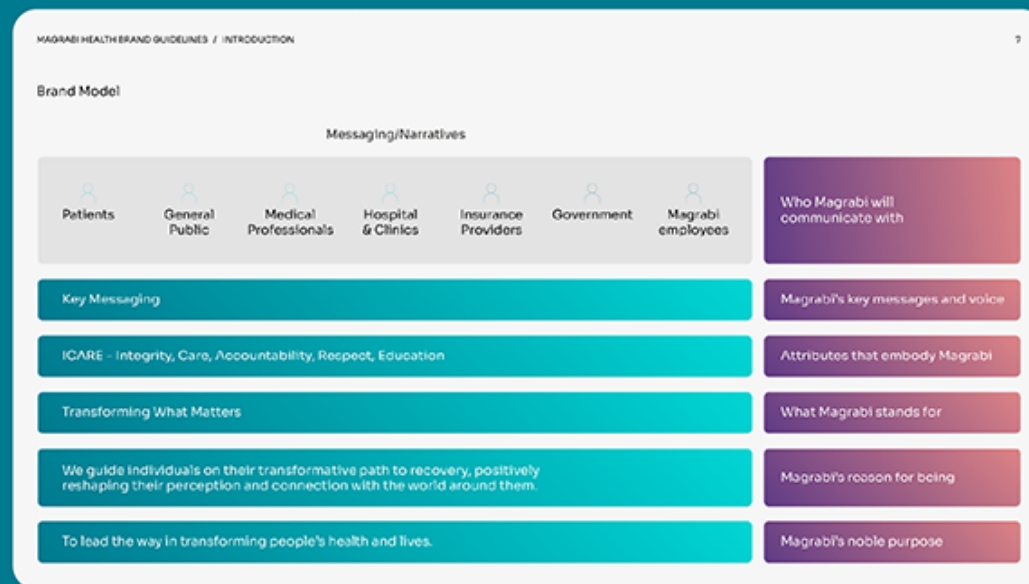 MAGRABI HEALTH BRAND GUIDELINES / INTRODUCTION
7
Brand Model
Messaging/Narratives
Patients
General
Public
Medical
Professionals
Hospital
& Clinics
Insurance
Providers
Government
Magrabi
employees
Who Magrabi will
communicate with
Key Messaging
Magrabi's key messages and voice
ICARE - Integrity, Care, Accountability, Respect, Education
Attributes that embody Magrabi
Transforming What Matters
What Magrabi stands for
We guide individuals on their transformative path to recovery, positively
reshaping their perception and connection with the world around them.
Magrabi's reason for being
To lead the way in transforming people's health and lives.
Magrabi's noble purpose